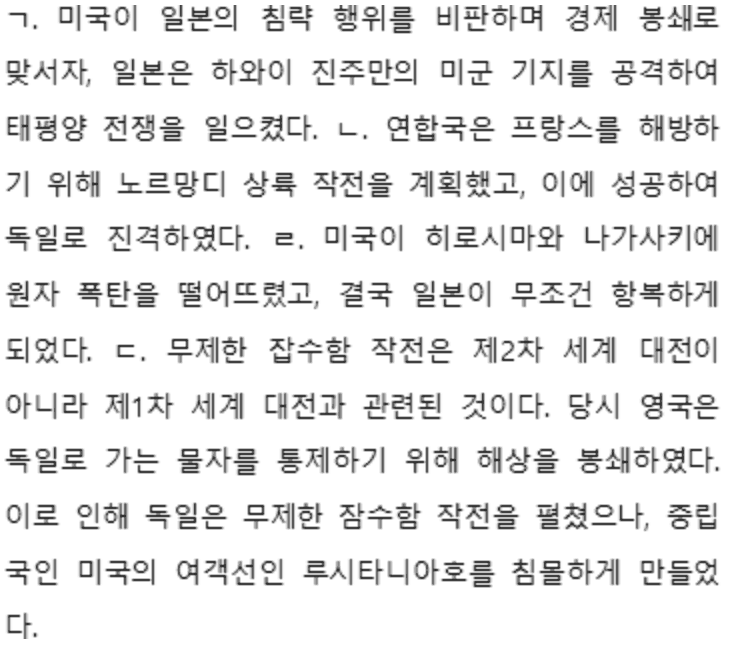 ㄱ. 미국이 일본의 침략 행위를 비판하며 경제 봉쇄로
맞서자, 일본은 하와이 진주만의 미군 기지를 공격하여
태평양 전쟁을 일으켰다. ㄴ. 연합국은 프랑스를 해방하
기 위해 노르망디 상륙 작전을 계획했고, 이에 성공하여
독일로 진격하였다. ㄹ. 미국이 히로시마와 나가사키에
원자 폭탄을 떨어뜨렸고, 결국 일본이 무조건 항복하게
되었다. ㄷ. 무제한 잡수함 작전은 제2차 세계 대전이
아니라 제1차 세계 대전과 관련된 것이다. 당시 영국은
독일로 가는 물자를 통제하기 위해 해상을 봉쇄하였다.
이로 인해 독일은 무제한 잠수함 작전을 펼쳤으나, 중립
국인 미국의 여객선인 루시타니아호를 침몰하게 만들었
다.